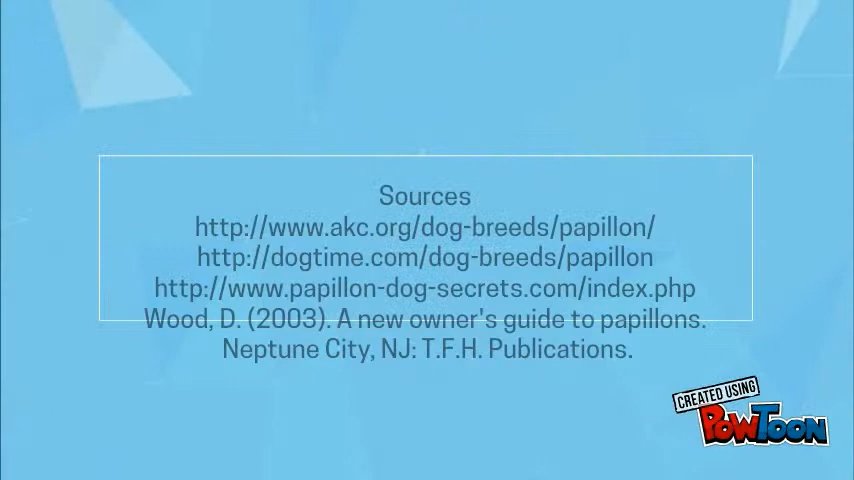 Sources
http://www.akc.org/dog-breeds/papillon/
http://dogtime.com/dog-breeds/papillon
http://www.papillon-dog-secrets.com/index.php
Wood, D. (2003). A new owner's guide to papillons.
Neptune City, NJ: T.F.H. Publications.
CREATED USING
POWTOON